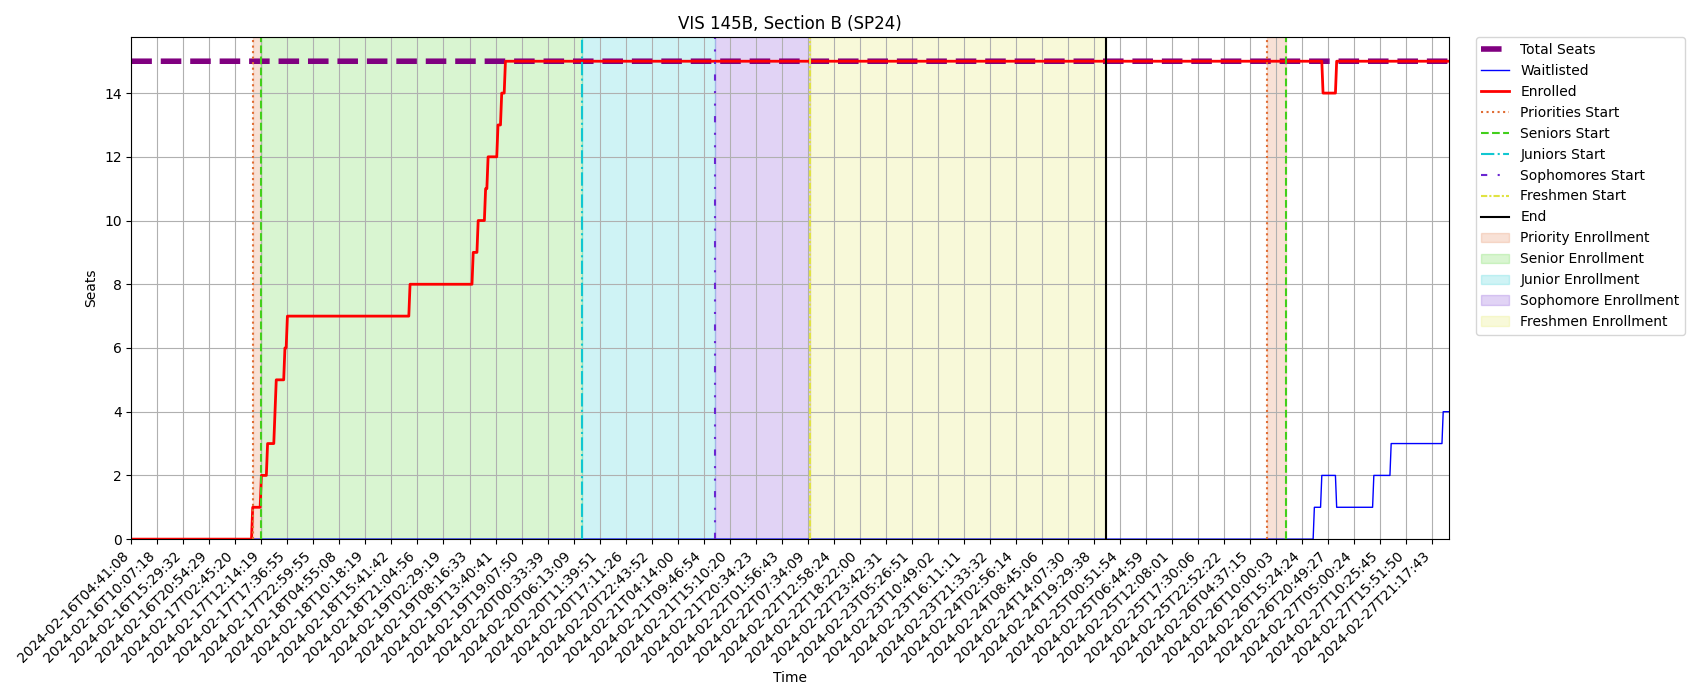 VIS 145B, Section B (SP24)
Total Seats
Waitlisted
Enrolled
Priorities Start
Seniors Start
Juniors Start
Sophomores Start
Freshmen Start
End
Priority Enrollment
Senior Enrollment
Junior Enrollment
Sophomore Enrollment
Freshmen Enrollment
Seats
14
12
10
8
6
4
2
0
2024-02-16T04:41:08
2024-02-16T10:07:18
2024-02-16T15:29:32
2024-02-16T20:54:29
2024-02-17T02:45:20
2024-02-17T12:14:19
2024-02-17T17:36:55
2024-02-17T22:59:55
2024-02-18T04:55:08
2024-02-18T10:18:19
2024-02-18T15:41:42
2024-02-18T21:04:56
2024-02-19T02:29:19
2024-02-19T08:16:33
2024-02-19T13:40:41
2024-02-19T19:07:50
2024-02-20T00:33:39
2024-02-20T06:13:09
2024-02-20T11:39:51
2024-02-20T17:11:26
2024-02-20T22:43:52
2024-02-21T04:14:00
2024-02-21T09:46:54
2024-02-21T15:10:20
2024-02-21T20:34:23
2024-02-22T01:56:43
2024-02-22T07:34:09
2024-02-22T12:58:24
2024-02-22T18:22:00
2024-02-22T23:42:31
2024-02-23T05:26:51
2024-02-23T10:49:02
2024-02-23T16:11:11
2024-02-23T21:33:32
2024-02-24T02:56:14
2024-02-24T08:45:06
2024-02-24T14:07:30
2024-02-24T19:29:38
2024-02-25T00:51:54
2024-02-25T06:44:59
2024-02-25T12:08:01
2024-02-25T17:30:06
2024-02-25T22:52:22
2024-02-26T04:37:15
2024-02-26T10:00:03
2024-02-26T15:24:24
2024-02-26T20:49:27
2024-02-27T05:00:24
2024-02-27T10:25:45
2024-02-27T15:51:50
2024-02-27T21:17:43
Time